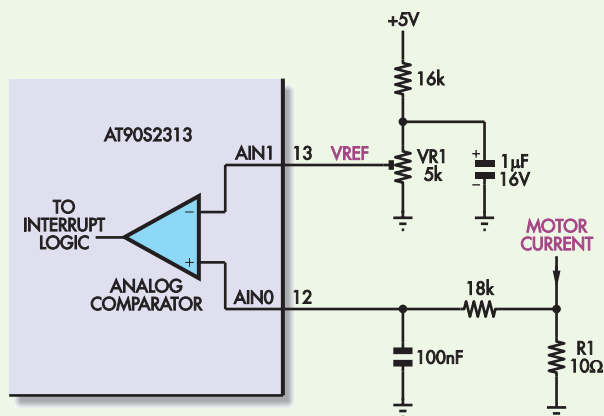 +5V
16k
AT90S2313
AIN1
13
VREF
VR1
5k
+
1µF
16V
−
TO
INTERRUPT
LOGIC
−
+
MOTOR
CURRENT
ANALOG
COMPARATOR
AIN0
12
18k
100nF
R1
10Ω